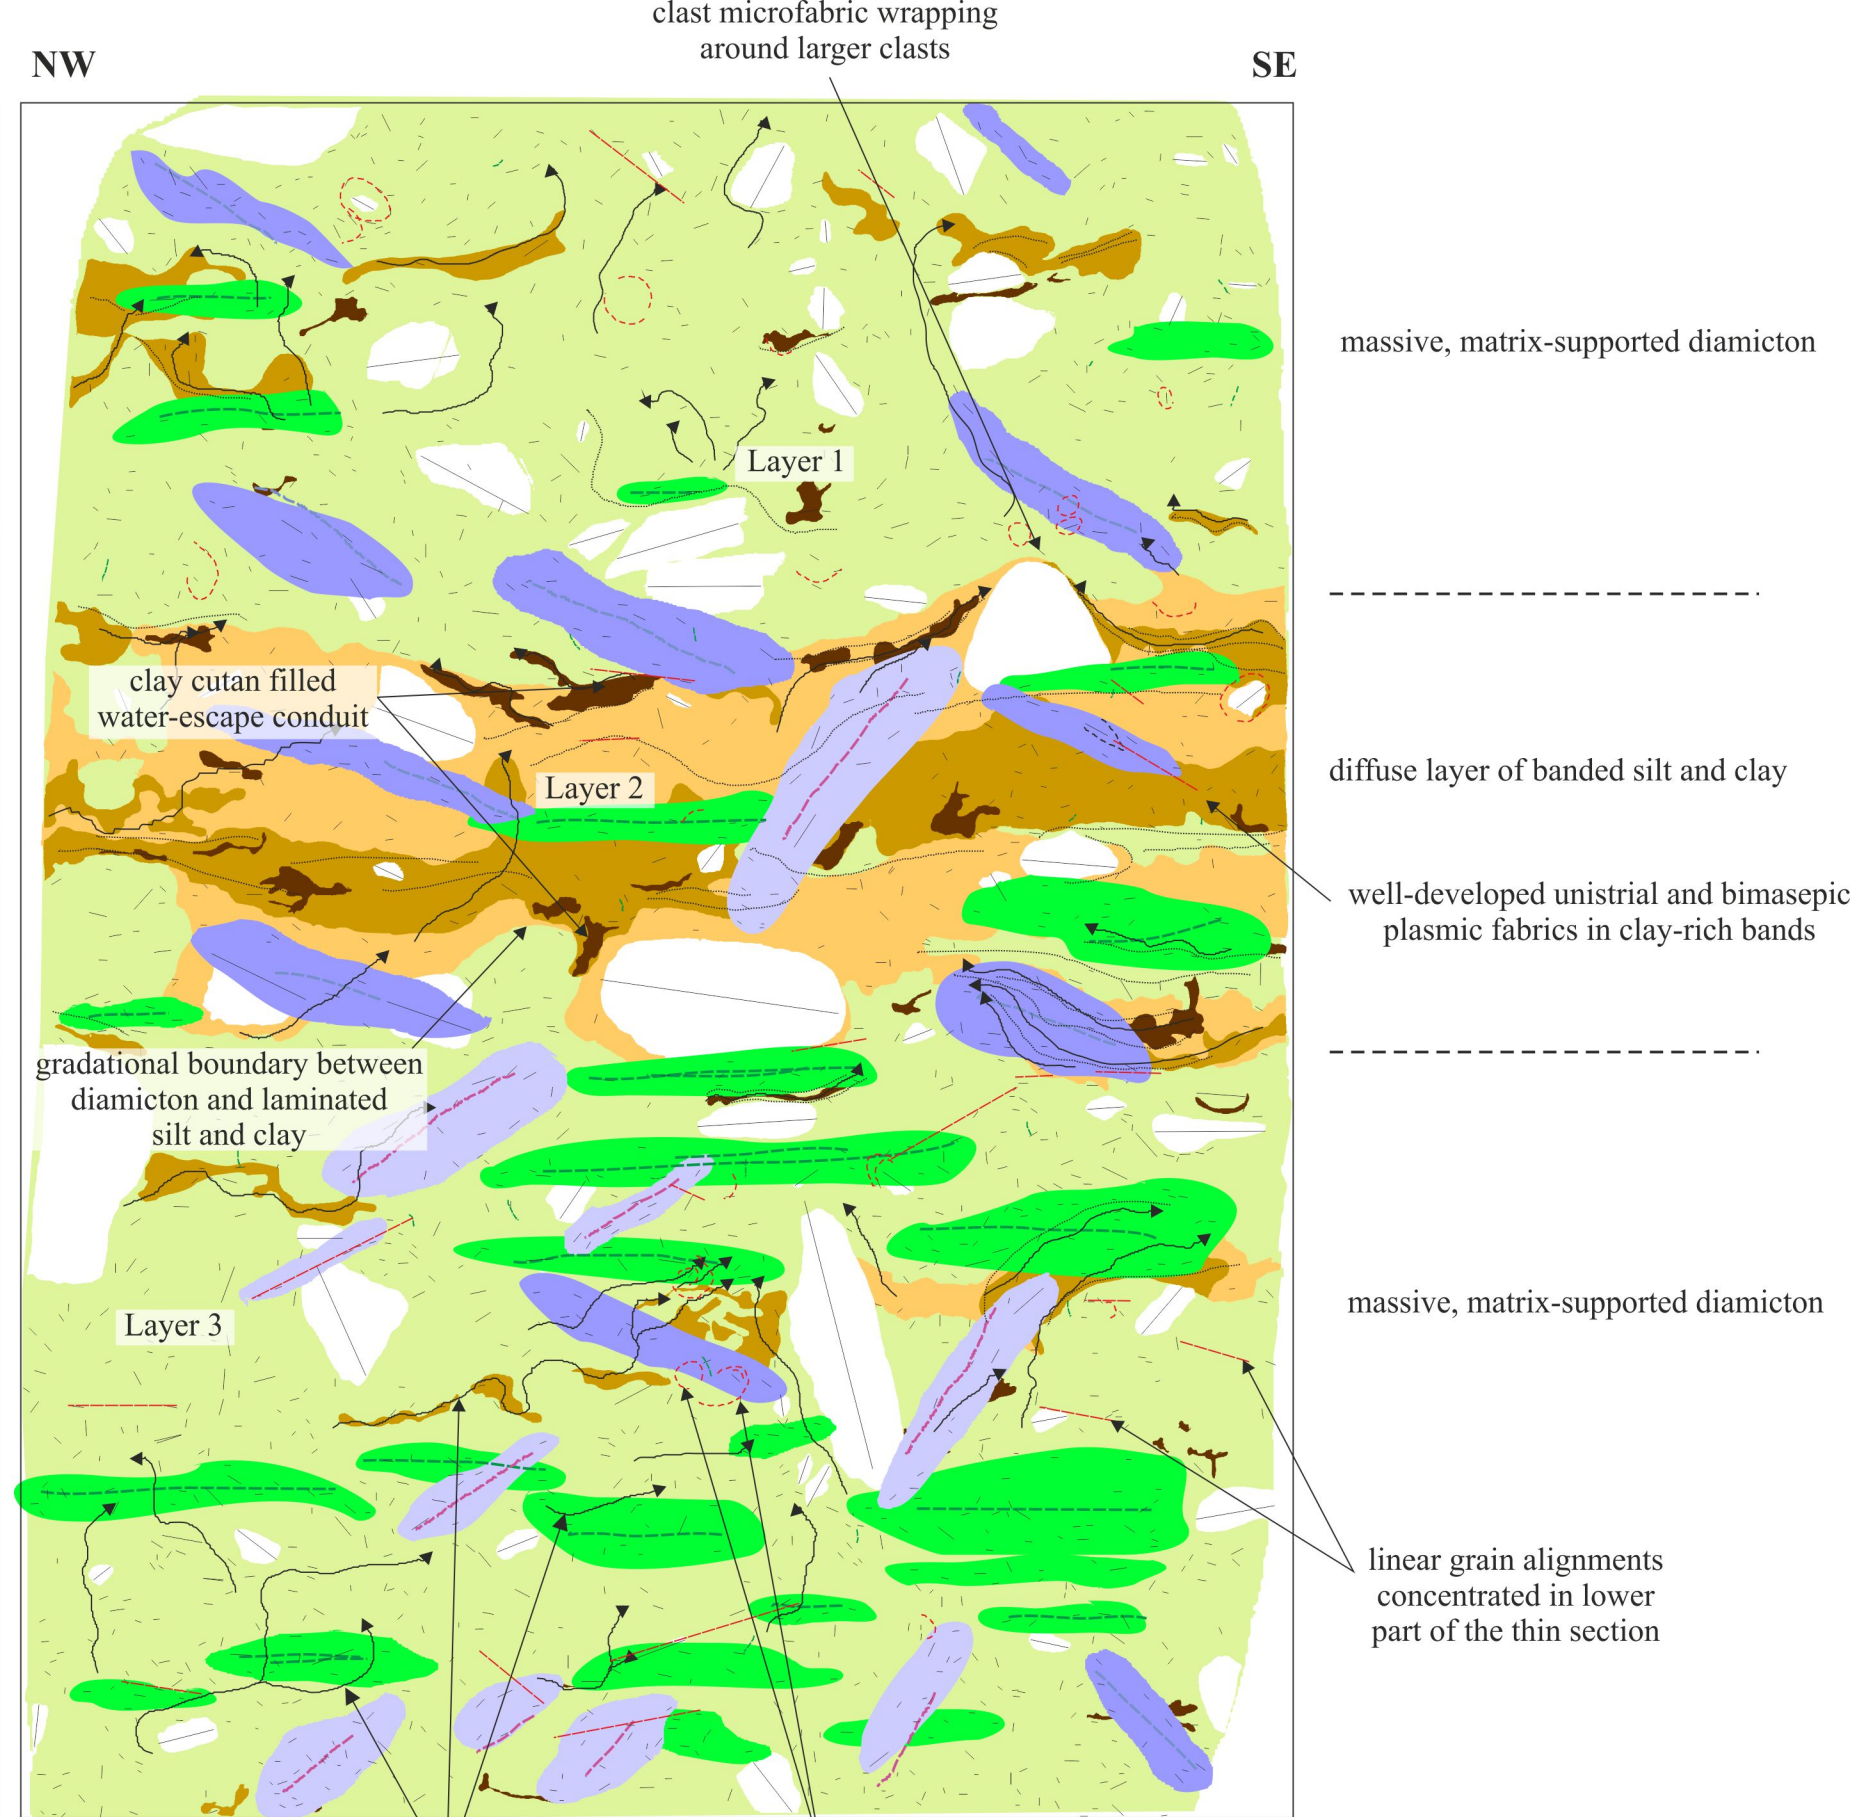 clast microfabric wrapping
around larger clasts
NW
SE
massive, matrix-supported diamicton
Layer 1
clay cutan filled
water-escape conduit
Layer 2
diffuse layer of banded silt and clay
well-developed unistrial and bimasepic
plasmic fabrics in clay-rich bands
gradational boundary between
diamicton and laminated
silt and clay
Layer 3
massive, matrix-supported diamicton
linear grain alignments
concentrated in lower
part of the thin section